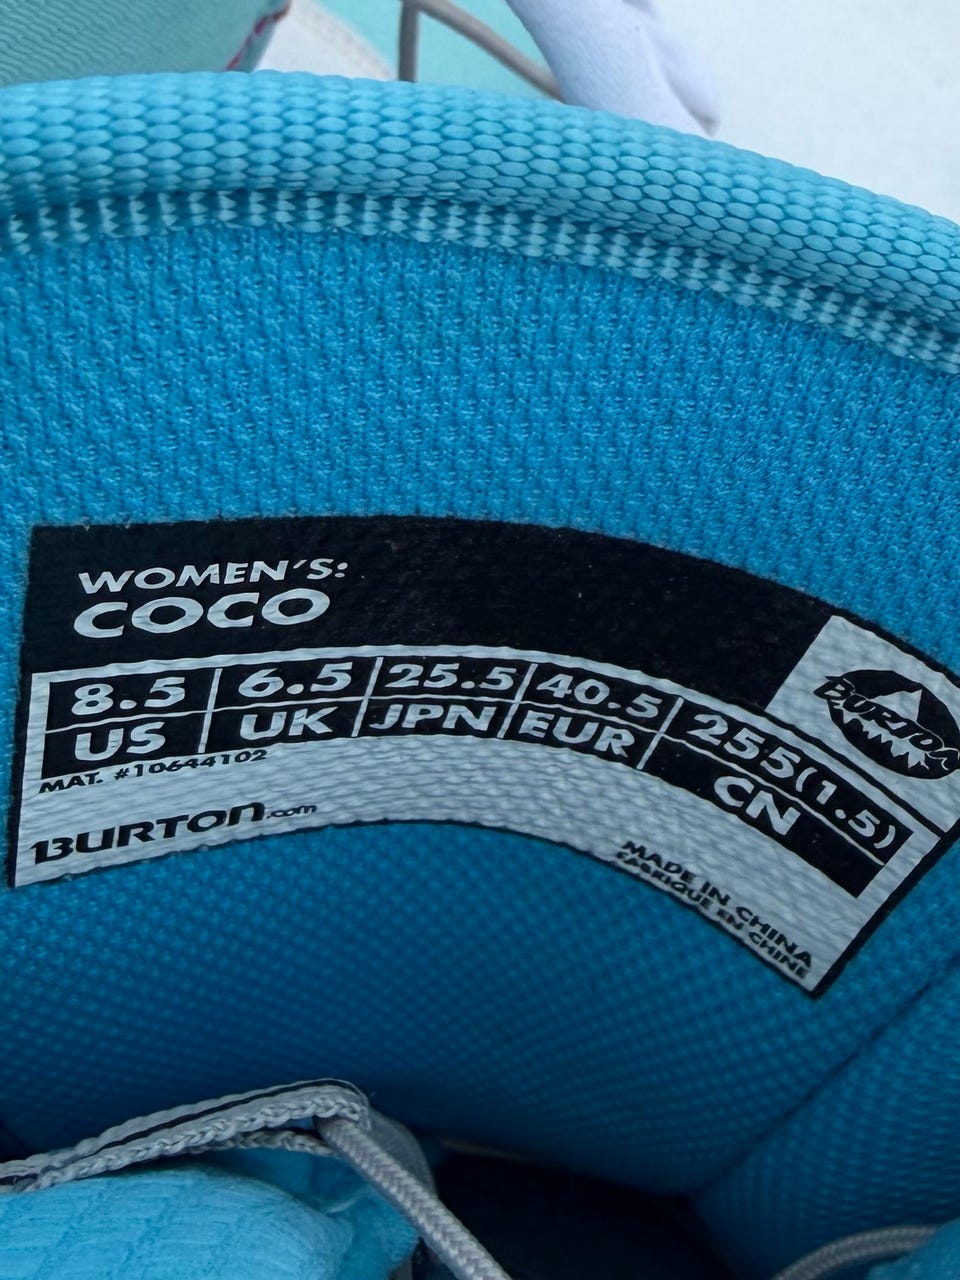 WOMEN'S:
COCO
8.5 6.5 25.5 40.5 255(1.5)
US UK JPN EUR CN
MAT. #10644102
BURTON.com
BURTON
MADE IN CHINA
FABRIQUE EN CHINE